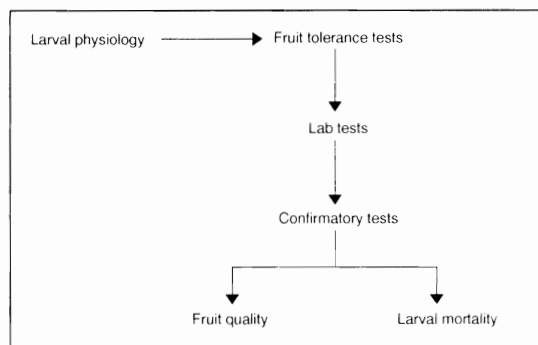 Larval physiology
Fruit tolerance tests
Lab tests
Confirmatory tests
Fruit quality
Larval mortality